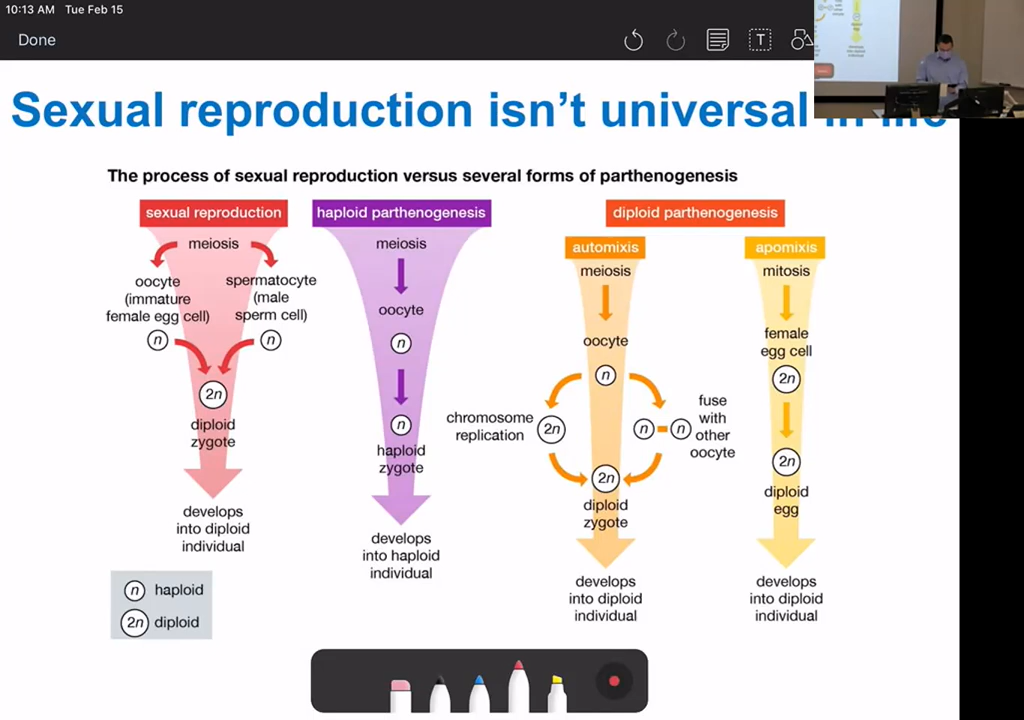 10:13 AM Tue Feb 15
Done
T
Sexual reproduction isn't universal in life
The process of sexual reproduction versus several forms of parthenogenesis
sexual reproduction
meiosis
oocyte
(immature
female egg cell)
n
spermatocyte
(male
sperm cell)
n
2n
diploid
zygote
develops
into diploid
individual
haploid parthenogenesis
meiosis
oocyte
n
n
haploid
zygote
develops
into haploid
individual
diploid parthenogenesis
automixis
meiosis
oocyte
n
chromosome
replication
2n
n
n
fuse
with
other
oocyte
2n
diploid
zygote
develops
into diploid
individual
apomixis
mitosis
female
egg cell
2n
2n
diploid
egg
develops
into diploid
individual
n haploid
2n diploid